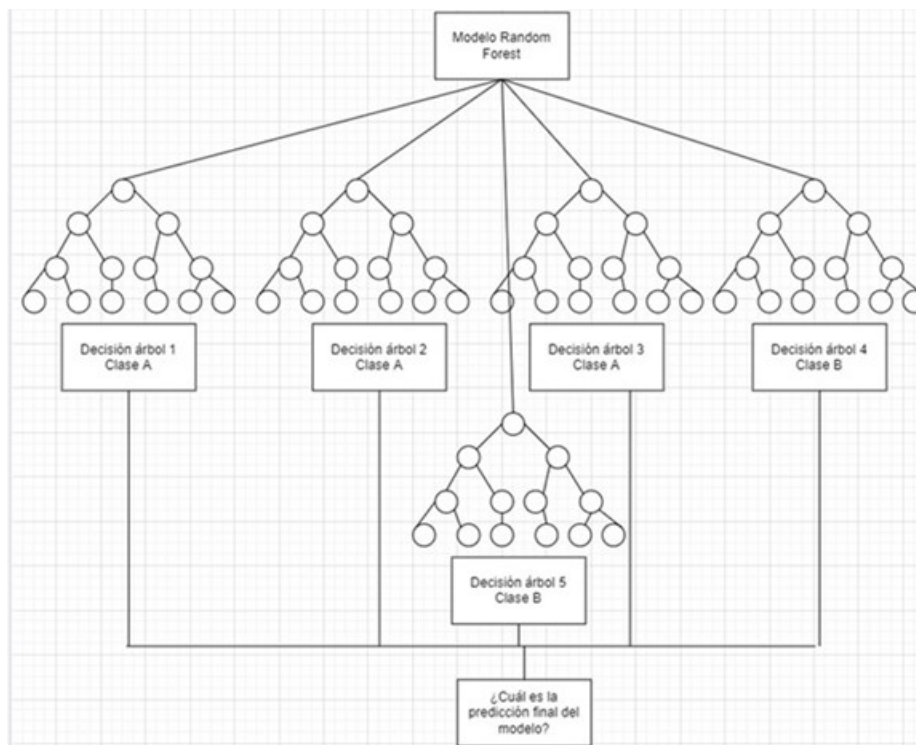 Modelo Random
Forest
Decisión árbol 1
Clase A
Decisión árbol 2
Clase A
Decisión árbol 3
Clase A
Decisión árbol 4
Clase B
Decisión árbol 5
Clase B
¿Cuál es la
predicción final del
modelo?